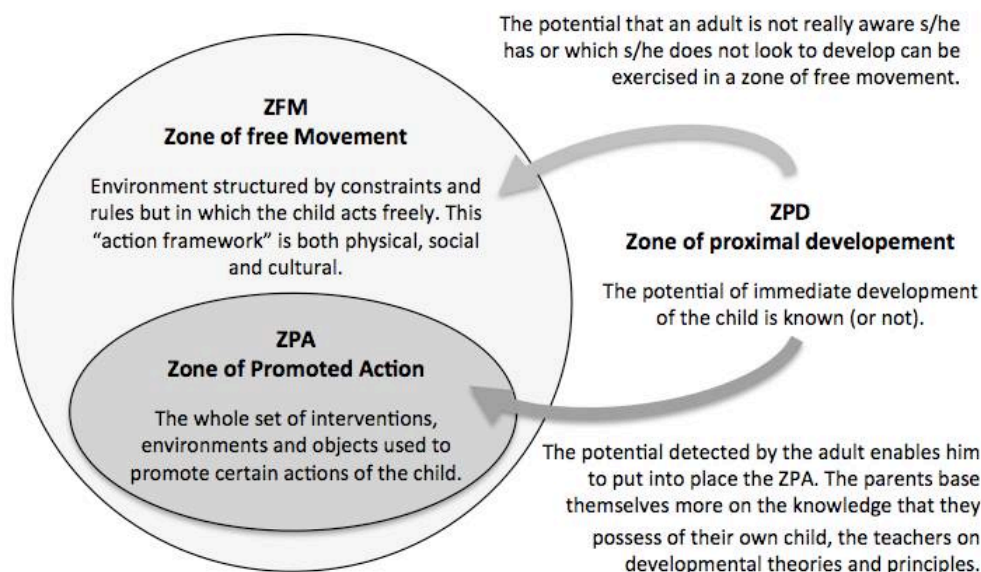 The potential that an adult is not really aware s/he
has or which s/he does not look to develop can be
exercised in a zone of free movement.
ZFM
Zone of free Movement
Environment structured by constraints and
rules but in which the child acts freely. This
“action framework” is both physical, social
and cultural.
ZPD
Zone of proximal developement
The potential of immediate development
of the child is known (or not).
ZPA
Zone of Promoted Action
The whole set of interventions,
environments and objects used to
promote certain actions of the child.
The potential detected by the adult enables him
to put into place the ZPA. The parents base
themselves more on the knowledge that they
possess of their own child, the teachers on
developmental theories and principles.